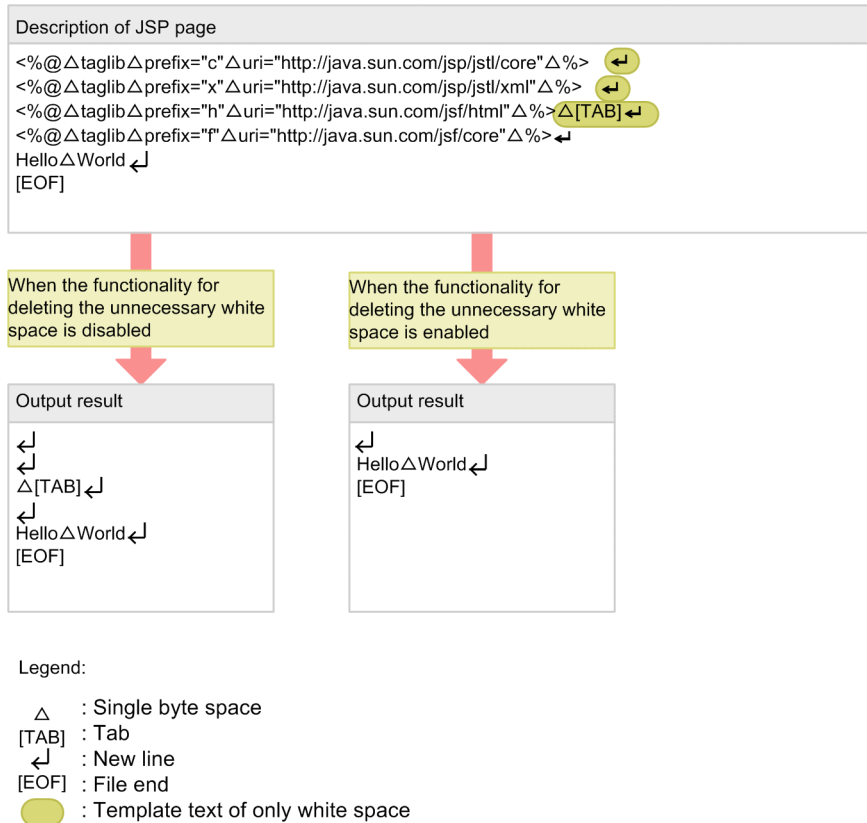 Description of JSP page
<%@△taglib△prefix="c"△uri="http://java.sun.com/jsp/jstl/core"△%> ↵
<%@△taglib△prefix="x"△uri="http://java.sun.com/jsp/jstl/xml"△%> ↵
<%@△taglib△prefix="h"△uri="http://java.sun.com/jsf/html"△%>△[TAB]↵
<%@△taglib△prefix="f"△uri="http://java.sun.com/jsf/core"△%>↵
Hello△World↵
[EOF]
When the functionality for
deleting the unnecessary white
space is disabled
When the functionality for
deleting the unnecessary white
space is enabled
Output result
↵
↵
△[TAB]↵
↵
Hello△World↵
[EOF]
Output result
↵
Hello△World↵
[EOF]
Legend:
△ : Single byte space
[TAB] : Tab
↵ : New line
[EOF] : File end
: Template text of only white space